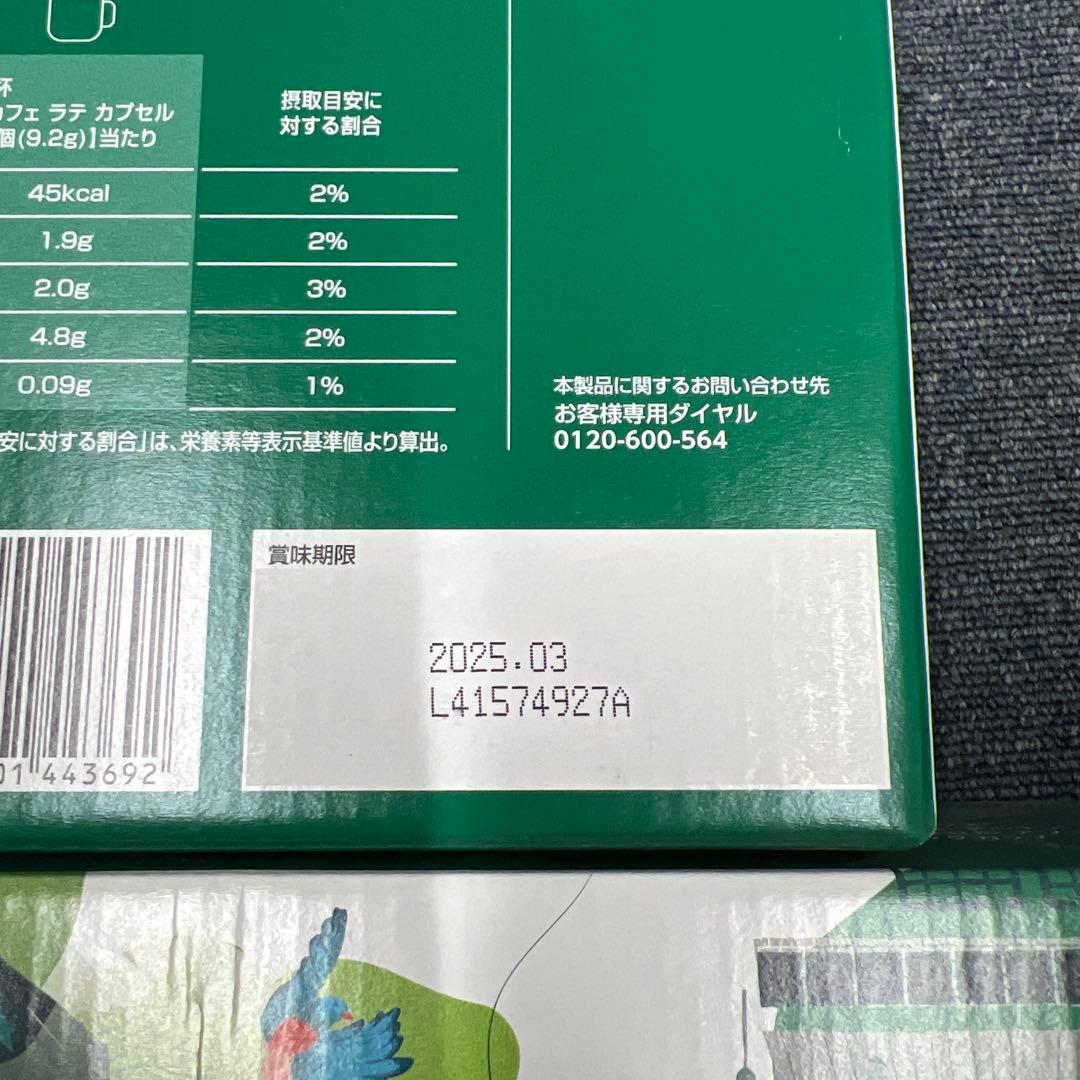 杯
カフェ ラテ カプセル
個(9.2g)】当たり
摂取目安に
対する割合
45kcal 2%
1.9g 2%
2.0g 3%
4.8g 2%
0.09g 1%
安に対する割合」は、栄養素等表示基準値より算出。
本製品に関するお問い合わせ先
お客様専用ダイヤル
0120-600-564
賞味期限
2025.03
L41574927A
01 443692